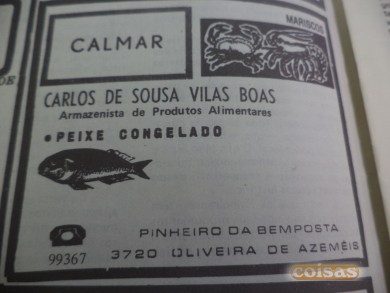 CALMAR
MARISCOS
CARLOS DE SOUSA VILAS BOAS
Armazenista de Produtos Alimentares
•PEIXE CONGELADO
99367
PINHEIRO DA BEMPOSTA
3720 OLIVEIRA DE AZEMÉIS
coisas